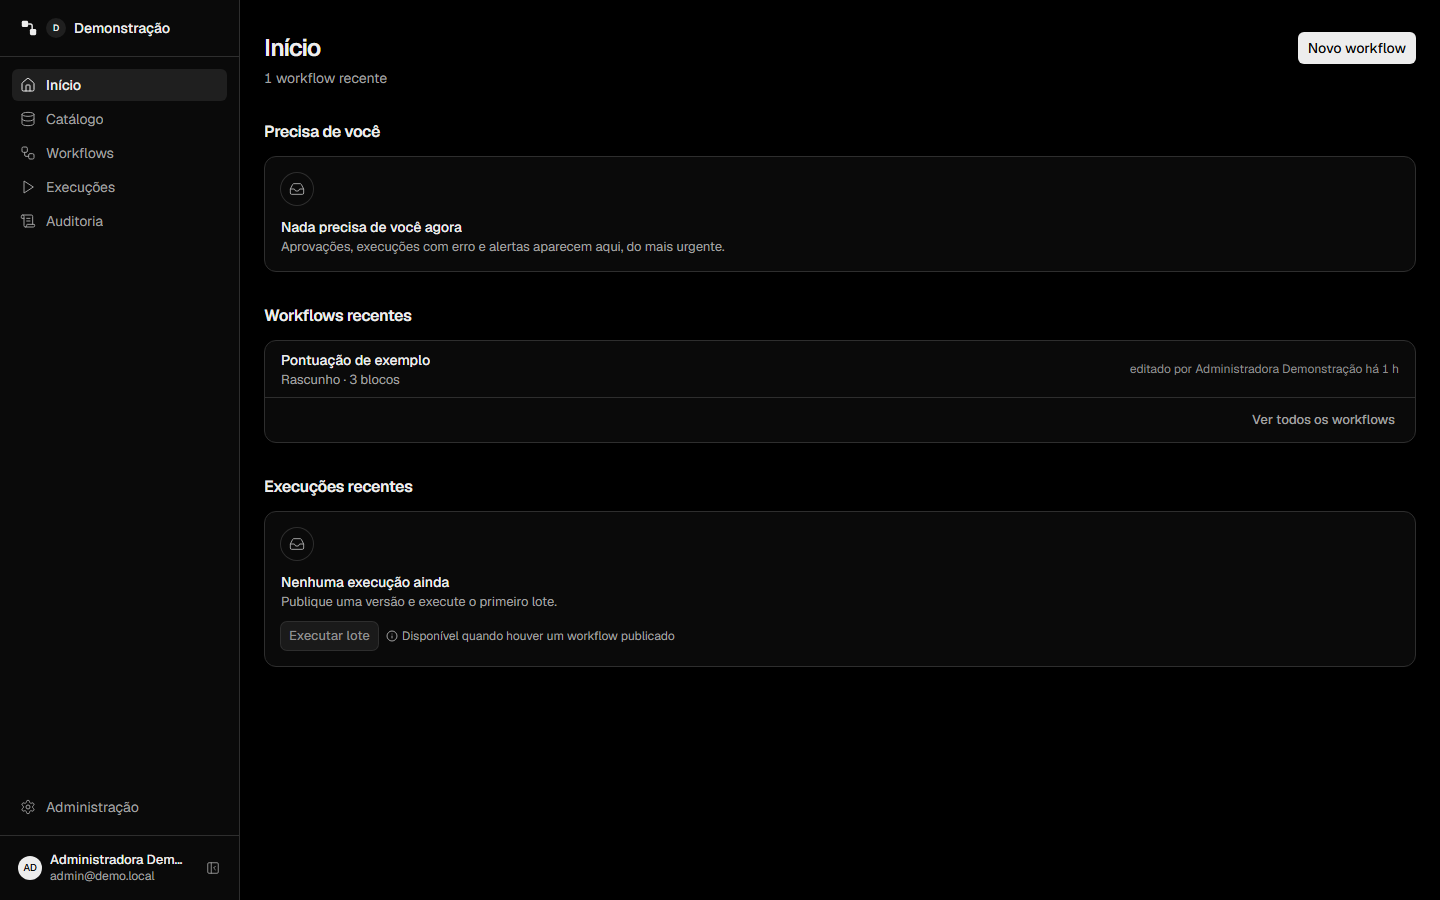 D Demonstração
Início
Catálogo
Workflows
Execuções
Auditoria
Administração
AD
Administradora Dem...
admin@demo.local
Início
Novo workflow
1 workflow recente
Precisa de você
Nada precisa de você agora
Aprovações, execuções com erro e alertas aparecem aqui, do mais urgente.
Workflows recentes
Pontuação de exemplo
Rascunho · 3 blocos
editado por Administradora Demonstração há 1 h
Ver todos os workflows
Execuções recentes
Nenhuma execução ainda
Publique uma versão e execute o primeiro lote.
Executar lote
Disponível quando houver um workflow publicado